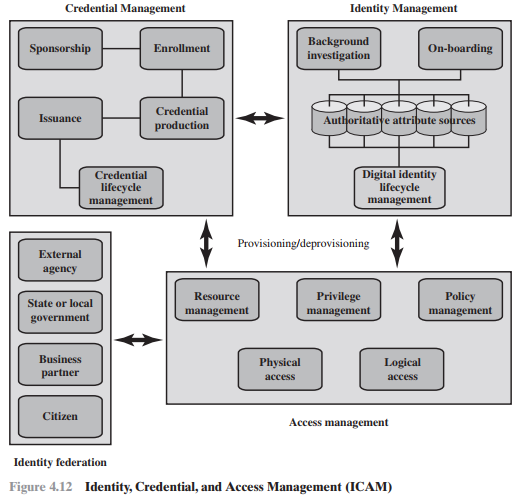 Credential Management
Sponsorship
Enrollment
Issuance
Credential
production
Credential
lifecycle
management
Identity Management
Background
investigation
On-boarding
Authoritative attribute sources
Digital identity
lifecycle
management
Provisioning/deprovisioning
External
agency
State or local
government
Business
partner
Citizen
Identity federation
Resource
management
Privilege
management
Policy
management
Physical
access
Logical
access
Access management
Figure 4.12 Identity, Credential, and Access Management (ICAM)